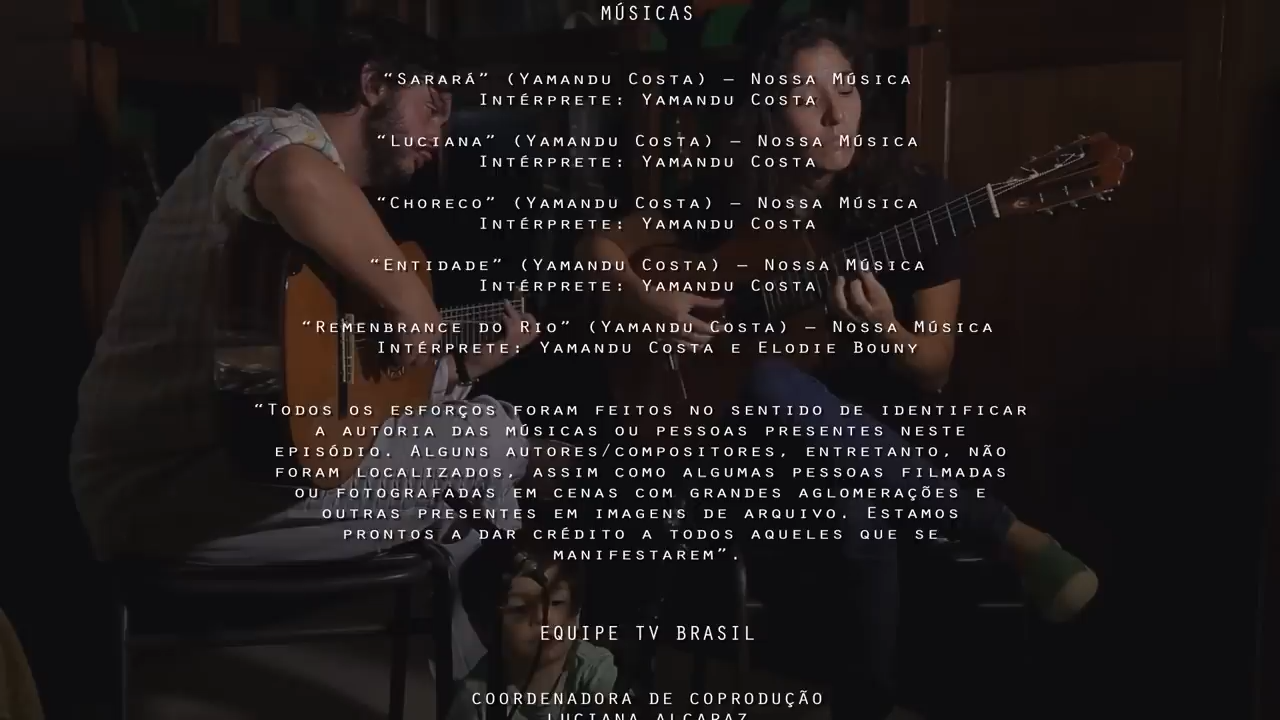 MÚSICAS
“Sarará” (Yamandu Costa) – Nossa Música
Intérprete: Yamandu Costa
“Luciana” (Yamandu Costa) – Nossa Música
Intérprete: Yamandu Costa
“Choreco” (Yamandu Costa) – Nossa Música
Intérprete: Yamandu Costa
“Entidade” (Yamandu Costa) – Nossa Música
Intérprete: Yamandu Costa
“Remenbrance do Rio” (Yamandu Costa) – Nossa Música
Intérprete: Yamandu Costa e Elodie Bouny
“Todos os esforços foram feitos no sentido de identificar
a autoria das músicas ou pessoas presentes neste
episódio. Alguns autores/compositores, entretanto, não
foram localizados, assim como algumas pessoas filmadas
ou fotografadas em cenas com grandes aglomerações e
outras presentes em imagens de arquivo. Estamos
prontos a dar crédito a todos aqueles que se
manifestarem”.
EQUIPE TV BRASIL
COORDENADORA DE COPRODUÇÃO
LUCIANA ALCARAZ